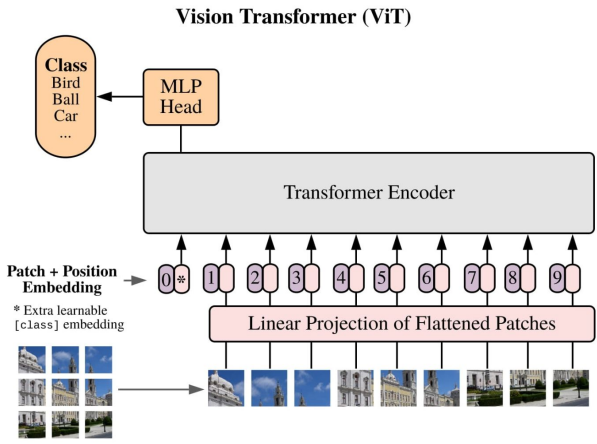 Vision Transformer (ViT)
Class
Bird
Ball
Car
...
MLP
Head
Transformer Encoder
Patch + Position
Embedding
0 * 1 2 3 4 5 6 7 8 9
* Extra learnable
[class] embedding
Linear Projection of Flattened Patches